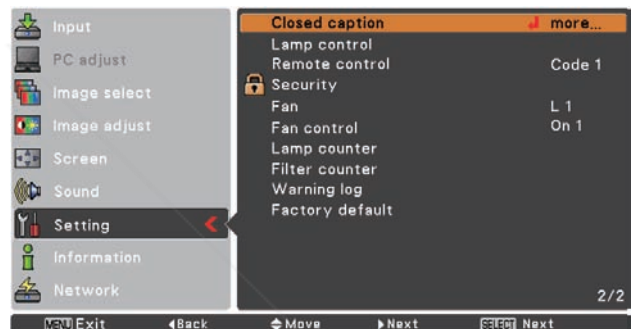 Input
PC adjust
Image select
Image adjust
Screen
Sound
Setting
Information
Network
Closed caption more...
Lamp control
Remote control Code 1
Security
Fan L 1
Fan control On 1
Lamp counter
Filter counter
Warning log
Factory default
2/2
MENU Exit Back Move Next SELECT Next